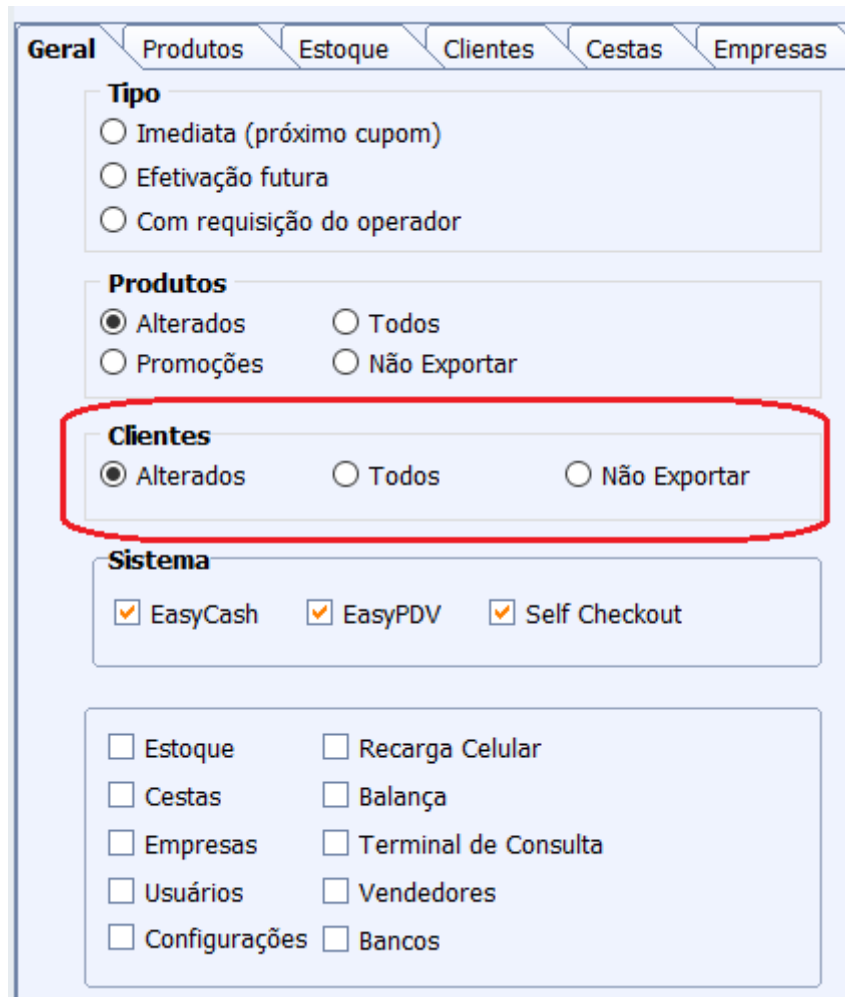 Geral Produtos Estoque Clientes Cestas Empresas
Tipo
Imediata (próximo cupom)
Efetivação futura
Com requisição do operador
Produtos
Alterados Todos
Promoções Não Exportar
Clientes
Alterados Todos Não Exportar
Sistema
EasyCash EasyPDV Self Checkout
Estoque Recarga Celular
Cestas Balança
Empresas Terminal de Consulta
Usuários Vendedores
Configurações Bancos